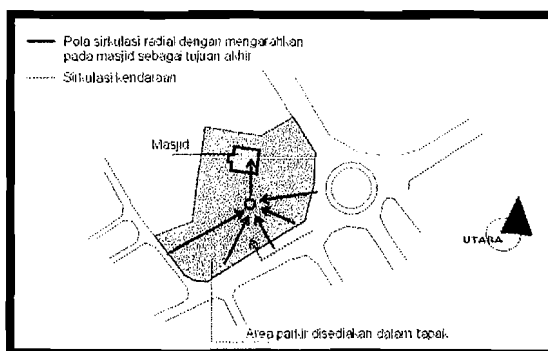 Pola sirkulasi radial dengan mengarahkan
pada masjid sebagai tujuan akhir
Sirkulasi kendaraan
Masjid
UTARA
Area parkir disediakan dalam tapak